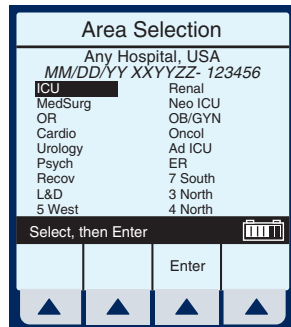 Area Selection
Any Hospital, USA
MM/DD/YY XXYYZZ- 123456
ICU Renal
MedSurg Neo ICU
OR OB/GYN
Cardio Oncol
Urology Ad ICU
Psych ER
Recov 7 South
L&D 3 North
5 West 4 North
Select, then Enter
Enter